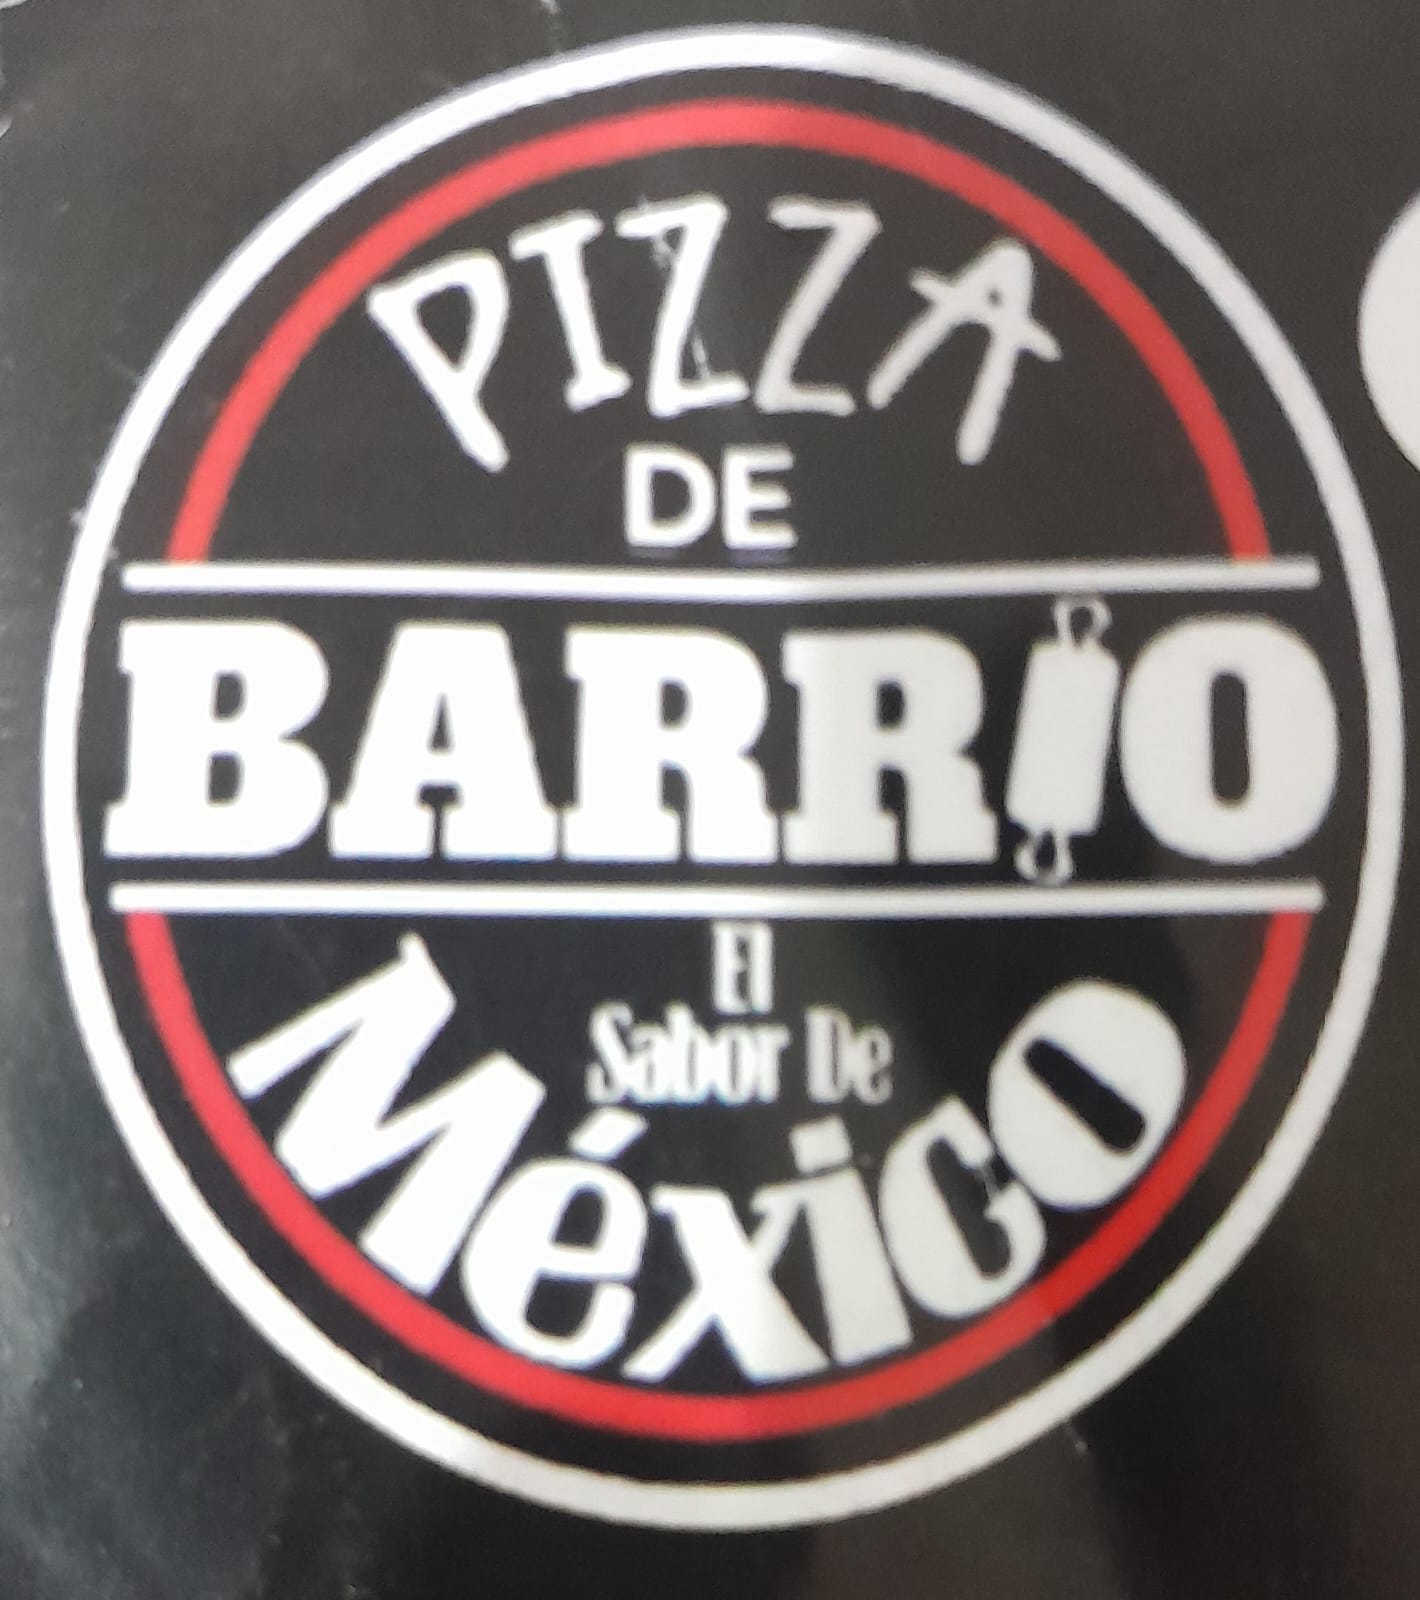 PIZZA
DE
BARRIO
El
Sabor De
México